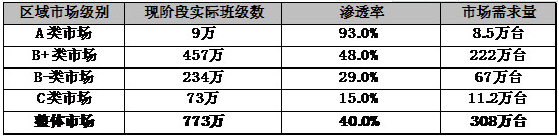 区域市场级别 现阶段实际班级数 渗透率 市场需求量
A类市场 9万 93.0% 8.5万台
B+类市场 457万 48.0% 222万台
B-类市场 234万 29.0% 67万台
C类市场 73万 15.0% 11.2万台
整体市场 773万 40.0% 308万台